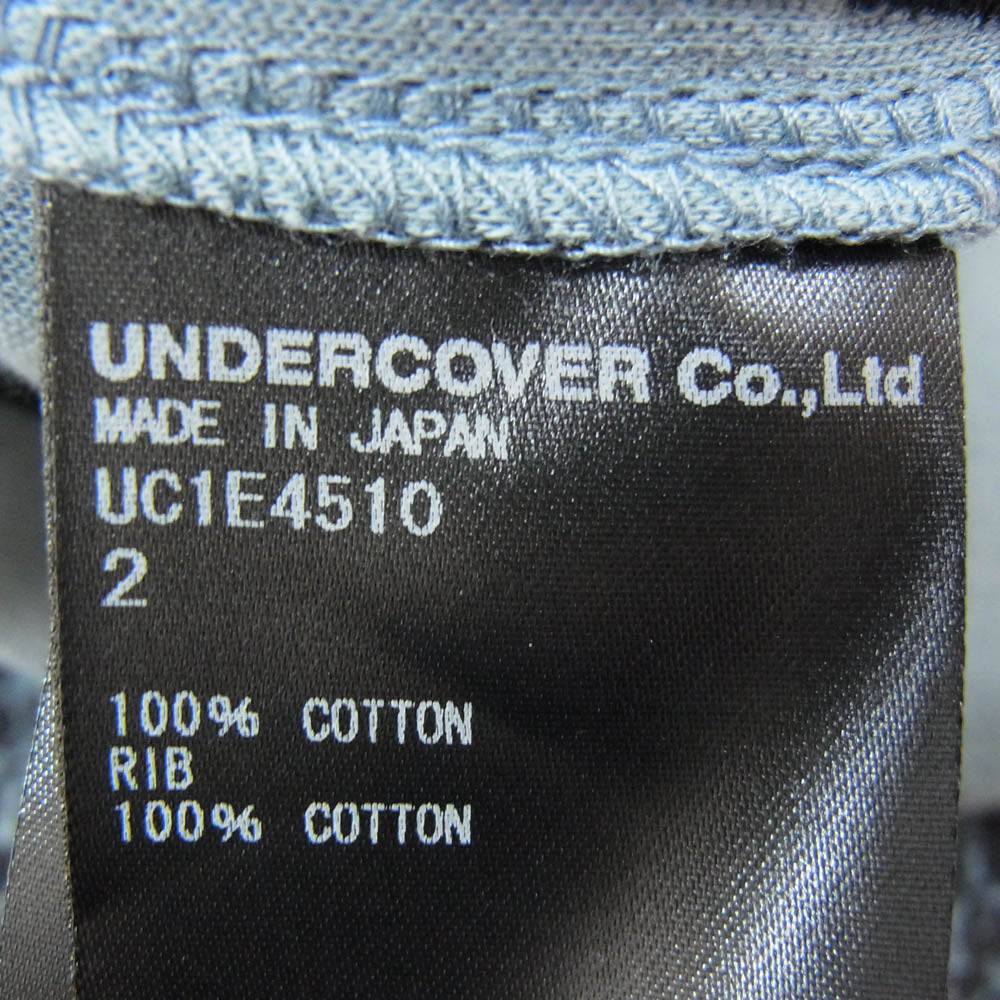 UNDERCOVER Co.,Ltd
MADE IN JAPAN
UC1E4510
2
100% COTTON
RIB
100% COTTON